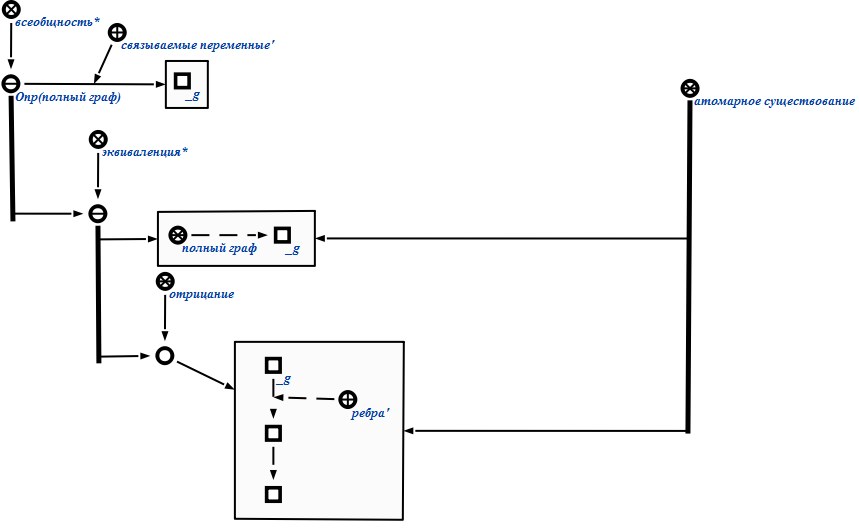 всеобщность*
связываемые переменные'
Опр(полный граф)
_g
атомарное существование
эквиваленция*
полный граф
_g
отрицание
_g
ребра'